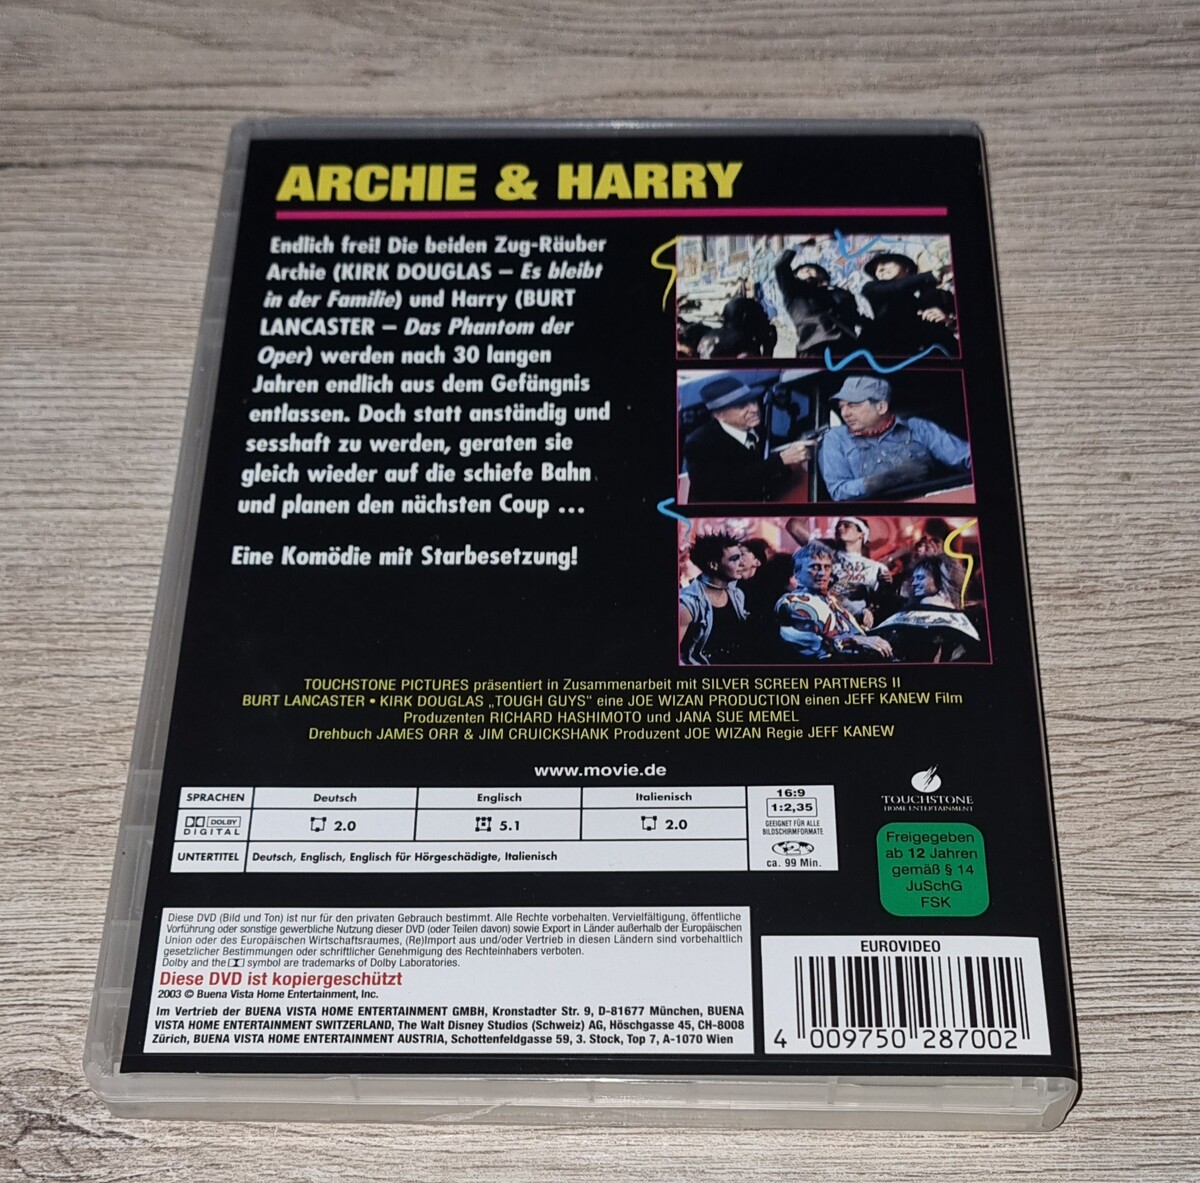 ARCHIE & HARRY
Endlich frei! Die beiden Zug-Räuber
Archie (KIRK DOUGLAS – Es bleibt
in der Familie) und Harry (BURT
LANCASTER – Das Phantom der
Oper) werden nach 30 langen
Jahren endlich aus dem Gefängnis
entlassen. Doch statt anständig und
sesshaft zu werden, geraten sie
gleich wieder auf die schiefe Bahn
und planen den nächsten Coup ...
Eine Komödie mit Starbesetzung!
TOUCHSTONE PICTURES präsentiert in Zusammenarbeit mit SILVER SCREEN PARTNERS II
BURT LANCASTER • KIRK DOUGLAS „TOUGH GUYS" eine JOE WIZAN PRODUCTION einen JEFF KANEW Film
Produzenten RICHARD HASHIMOTO und JANA SUE MEMEL
Drehbuch JAMES ORR & JIM CRUICKSHANK Produzent JOE WIZAN Regie JEFF KANEW
www.movie.de
SPRACHEN Deutsch Englisch Italienisch
DOLBY DIGITAL 2.0 5.1 2.0
UNTERTITEL Deutsch, Englisch, Englisch für Hörgeschädigte, Italienisch
16:9
1:2,35
GEEIGNET FÜR ALLE
BILDSCHIRMFORMATE
2
ca. 99 Min.
TOUCHSTONE
HOME ENTERTAINMENT
Freigegeben
ab 12 Jahren
gemäß § 14
JuSchG
FSK
Diese DVD (Bild und Ton) ist nur für den privaten Gebrauch bestimmt. Alle Rechte vorbehalten. Vervielfältigung, öffentliche
Vorführung oder sonstige gewerbliche Nutzung dieser DVD (oder Teilen davon) sowie Export in Länder außerhalb der Europäischen
Union oder des Europäischen Wirtschaftsraumes, (Re)Import aus und/oder Vertrieb in diesen Ländern sind vorbehaltlich
gesetzlicher Bestimmungen oder schriftlicher Genehmigung des Rechteinhabers verboten.
Dolby and the symbol are trademarks of Dolby Laboratories.
Diese DVD ist kopiergeschützt
2003 © Buena Vista Home Entertainment, Inc.
Im Vertrieb der BUENA VISTA HOME ENTERTAINMENT GMBH, Kronstadter Str. 9, D-81677 München, BUENA
VISTA HOME ENTERTAINMENT SWITZERLAND, The Walt Disney Studios (Schweiz) AG, Höschgasse 45, CH-8008
Zürich, BUENA VISTA HOME ENTERTAINMENT AUSTRIA, Schottenfeldgasse 59, 3. Stock, Top 7, A-1070 Wien
EUROVIDEO
4 009750 287002